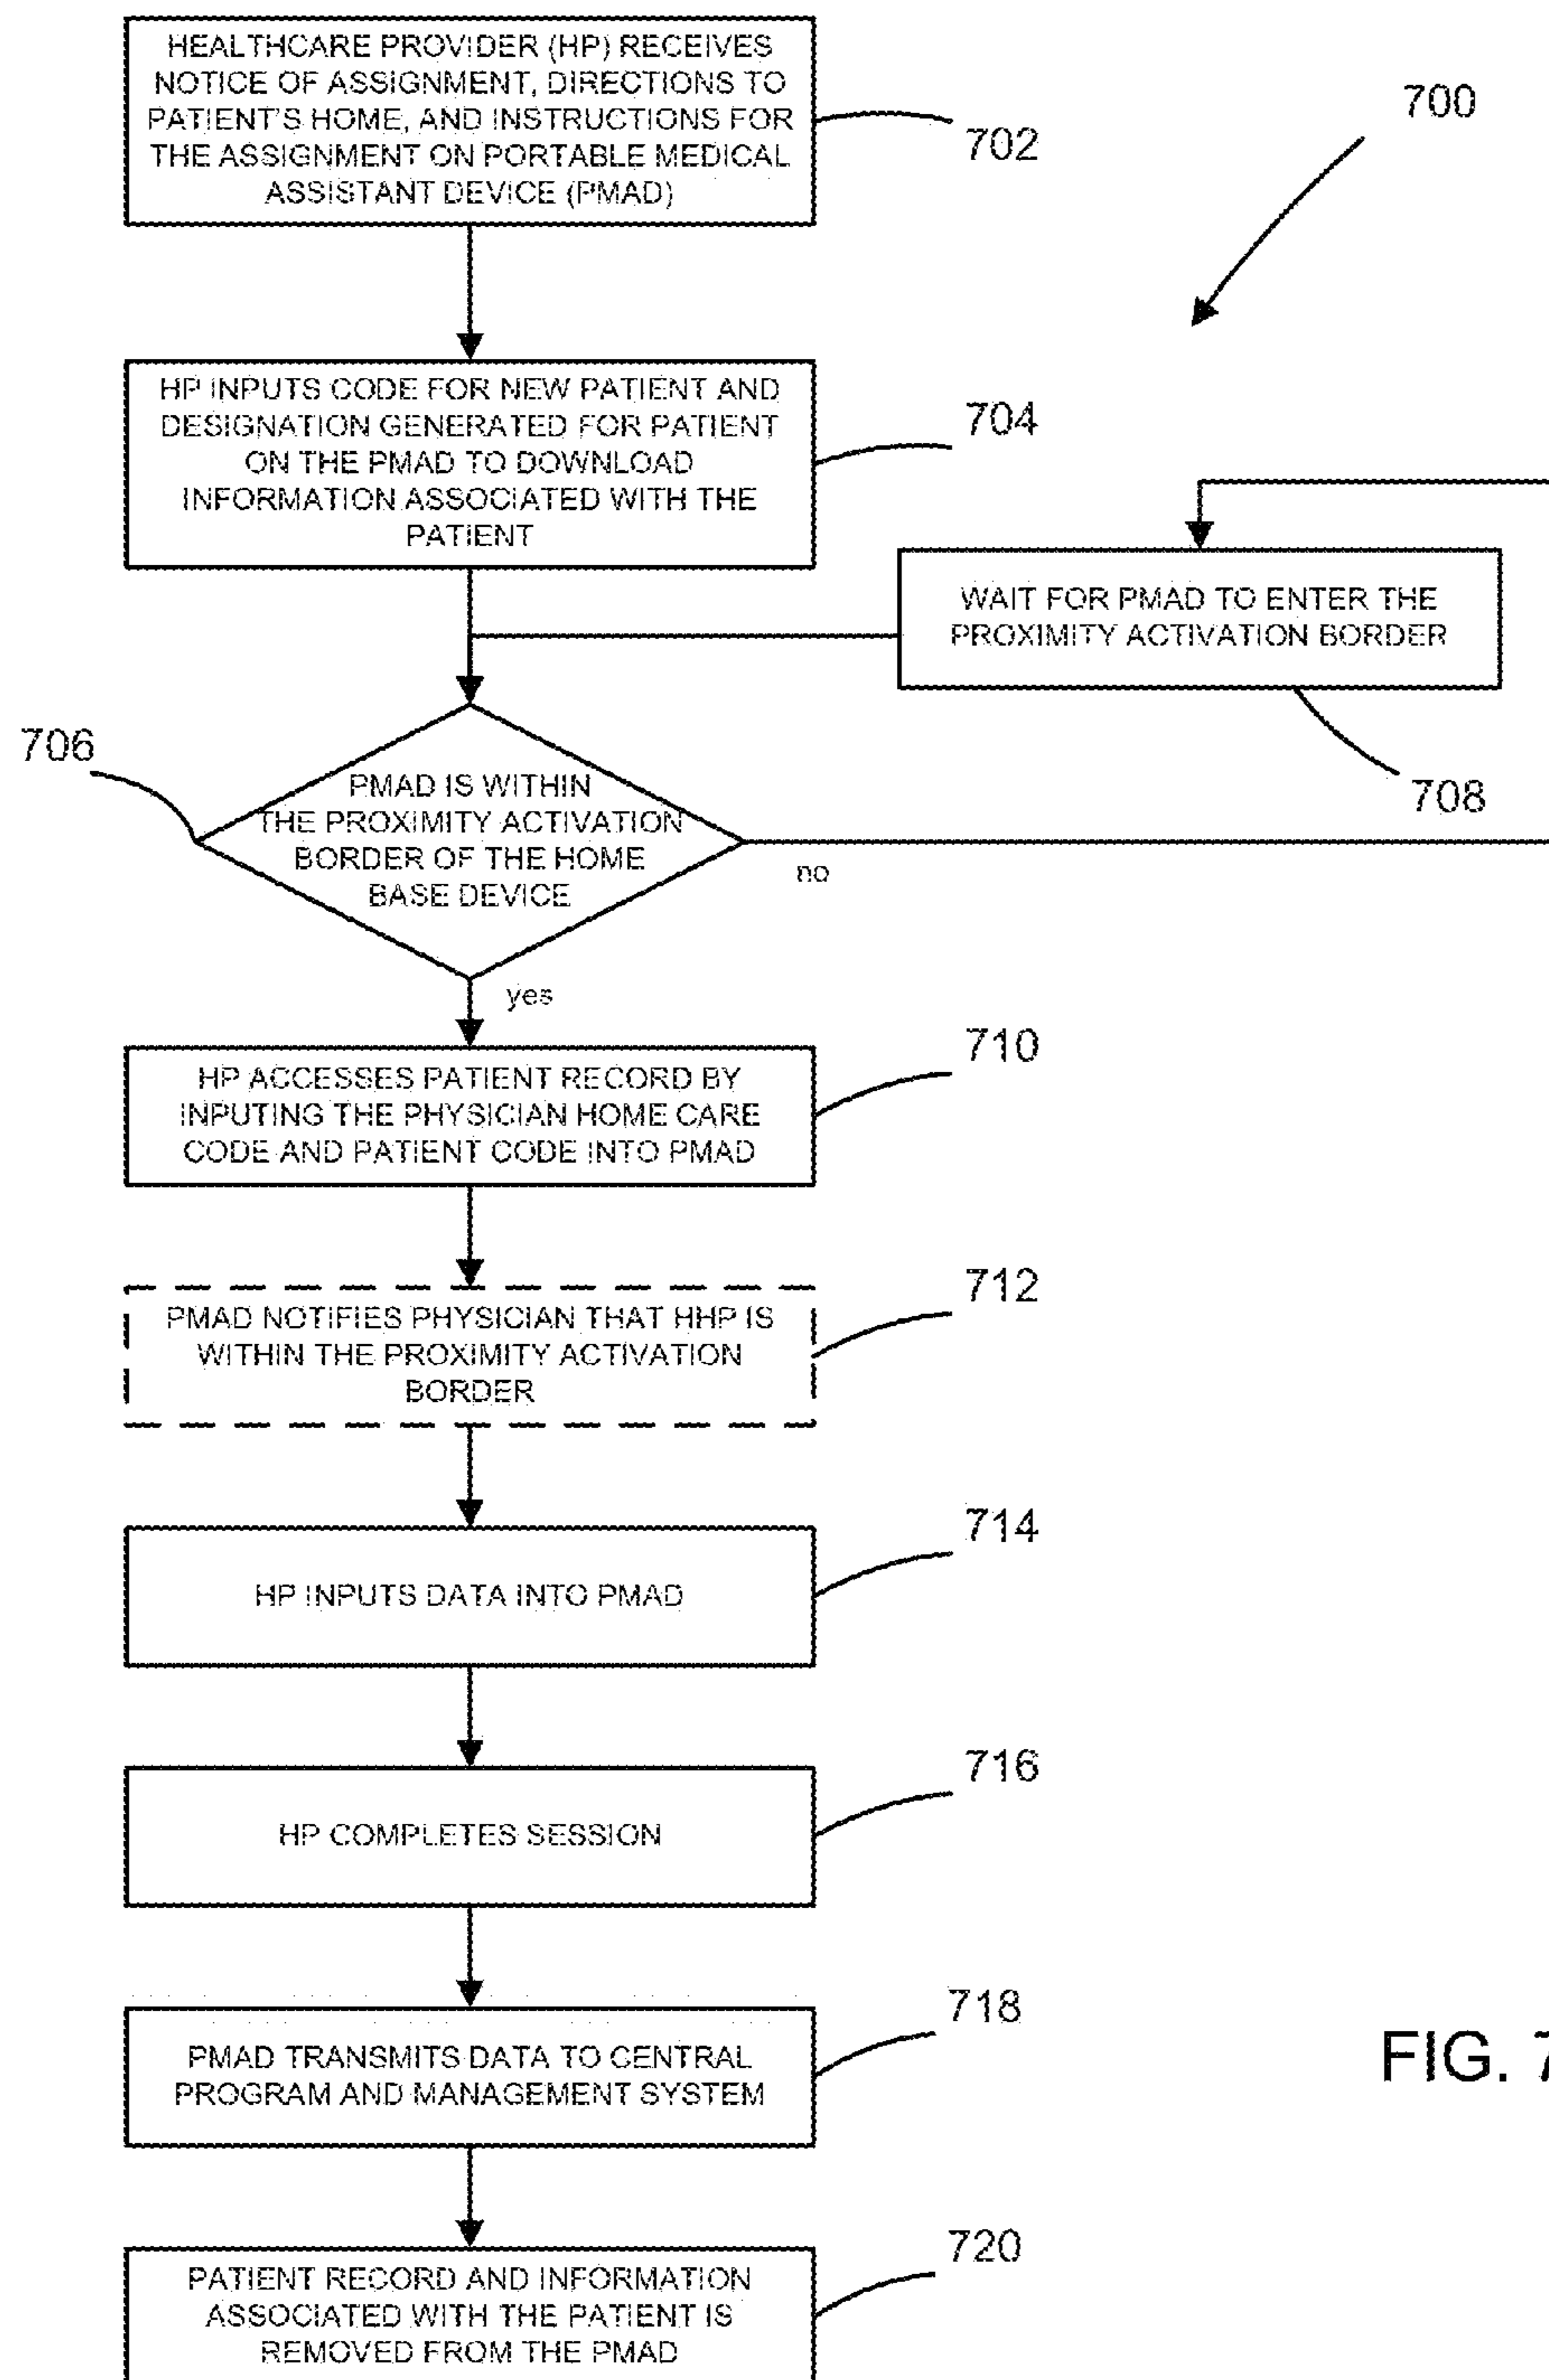 HEALTHCARE PROVIDER (HP) RECEIVES
NOTICE OF ASSIGNMENT, DIRECTIONS TO
PATIENT'S HOME, AND INSTRUCTIONS FOR
THE ASSIGNMENT ON PORTABLE MEDICAL
ASSISTANT DEVICE (PMAD)
702
700
HP INPUTS CODE FOR NEW PATIENT AND
DESIGNATION GENERATED FOR PATIENT
ON THE PMAD TO DOWNLOAD
INFORMATION ASSOCIATED WITH THE
PATIENT
704
WAIT FOR PMAD TO ENTER THE
PROXIMITY ACTIVATION BORDER
708
706
PMAD IS WITHIN
THE PROXIMITY ACTIVATION
BORDER OF THE HOME
BASE DEVICE
no
yes
HP ACCESSES PATIENT RECORD BY
INPUTING THE PHYSICIAN HOME CARE
CODE AND PATIENT CODE INTO PMAD
710
PMAD NOTIFIES PHYSICIAN THAT HHP IS
WITHIN THE PROXIMITY ACTIVATION
BORDER
712
HP INPUTS DATA INTO PMAD
714
HP COMPLETES SESSION
716
PMAD TRANSMITS DATA TO CENTRAL
PROGRAM AND MANAGEMENT SYSTEM
718
FIG. 7
PATIENT RECORD AND INFORMATION
ASSOCIATED WITH THE PATIENT IS
REMOVED FROM THE PMAD
720